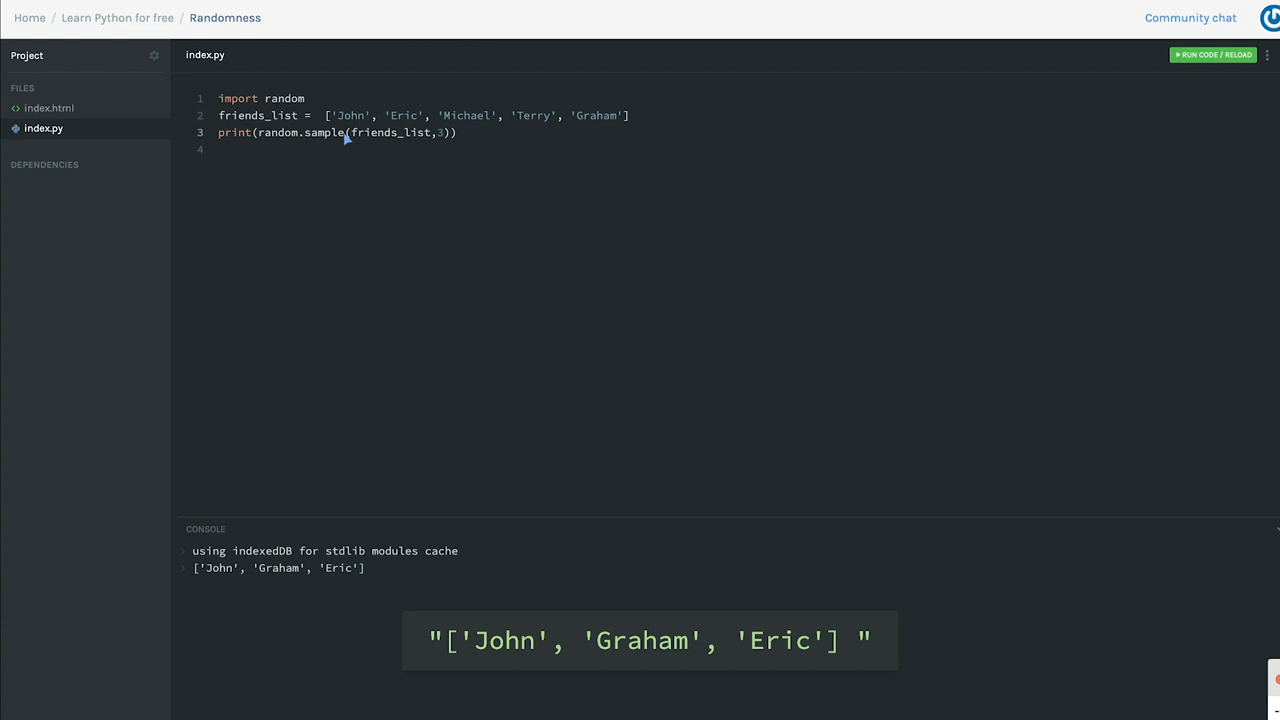 Home / Learn Python for free / Randomness
Community chat
Project
index.py
RUN CODE / RELOAD
FILES
index.html
index.py
DEPENDENCIES
1 import random
2 friends_list =  ['John', 'Eric', 'Michael', 'Terry', 'Graham']
3 print(random.sample(friends_list,3))
4
CONSOLE
using indexedDB for stdlib modules cache
['John', 'Graham', 'Eric']
"['John', 'Graham', 'Eric'] "